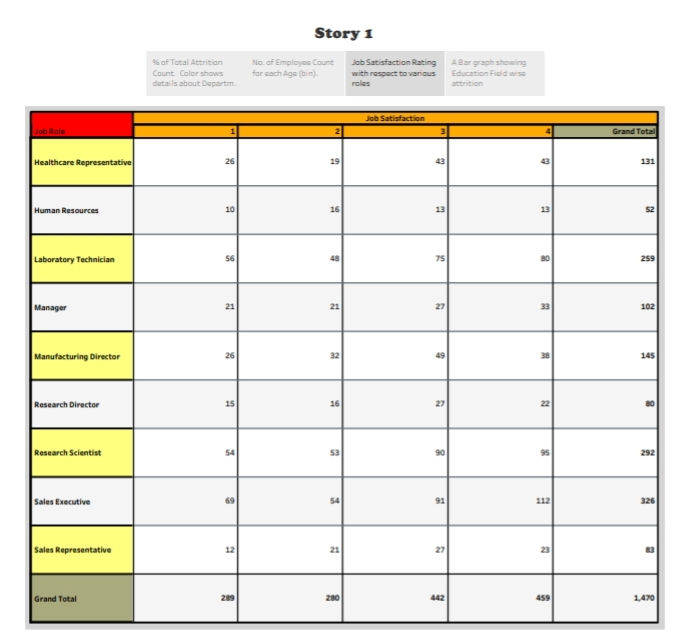 Story 1
% of Total Attrition
Count. Color shows
details about Departm..
No. of Employee Count
for each Age (bin).
Job Satisfaction Rating
with respect to various
roles
A Bar graph showing
Education Field wise
attrition
Job Satisfaction
Job Role 1 2 3 4 Grand Total
Healthcare Representative 26 19 43 43 131
Human Resources 10 16 13 13 52
Laboratory Technician 56 48 75 80 259
Manager 21 21 27 33 102
Manufacturing Director 26 32 49 38 145
Research Director 15 16 27 22 80
Research Scientist 54 53 90 95 292
Sales Executive 69 54 91 112 326
Sales Representative 12 21 27 23 83
Grand Total 289 280 442 459 1,470